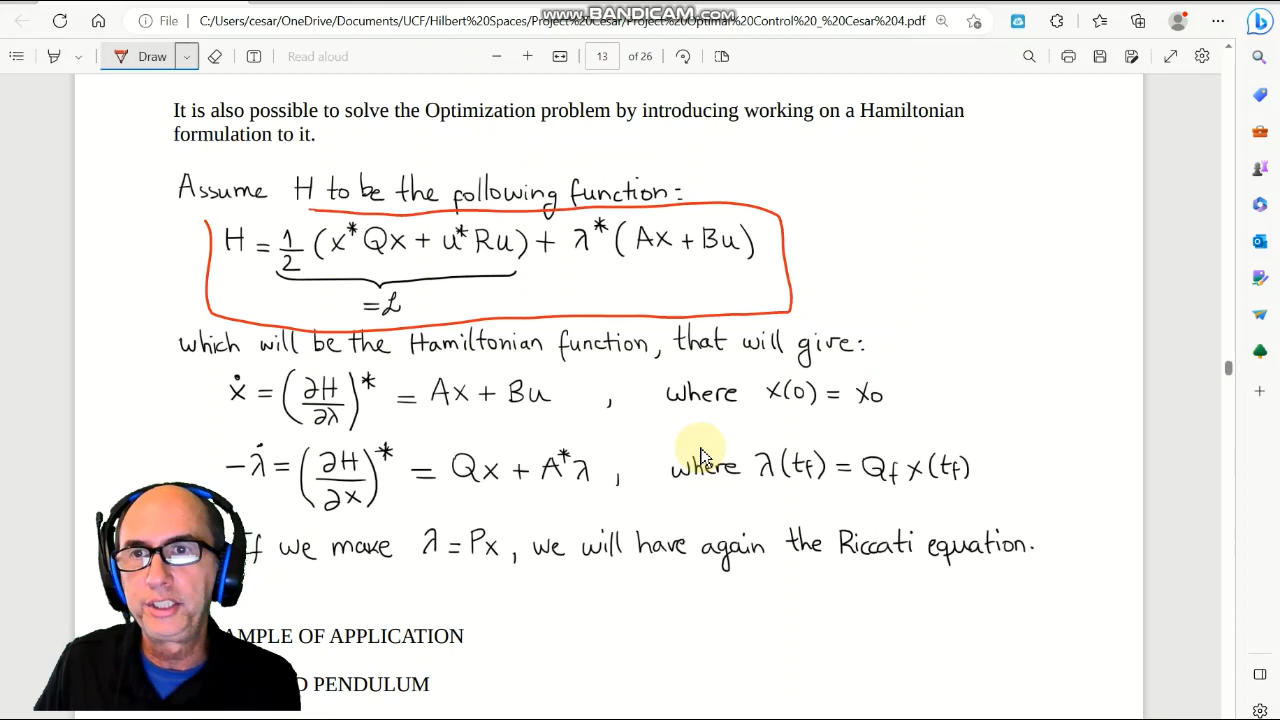 www.BANDICAM.com
File
C:/Users/cesar/OneDrive/Documents/UCF/Hilbert%20Spaces/Project%20Cesar/Project%20Optimal%20Control%20_%20Cesar%204.pdf
Draw
Read aloud
13 of 26
It is also possible to solve the Optimization problem by introducing working on a Hamiltonian
formulation to it.
Assume H to be the following function:
H = 1/2 (x*Qx + u*Ru) + λ*(Ax + Bu)
= ℒ
which will be the Hamiltonian function, that will give:
ẋ = (∂H/∂λ)* = Ax + Bu , where x(0) = x0
-λ̇ = (∂H/∂x)* = Qx + A*λ , where λ(tf) = Qf x(tf)
If we make λ = Px, we will have again the Riccati equation.
AMPLE OF APPLICATION
PENDULUM